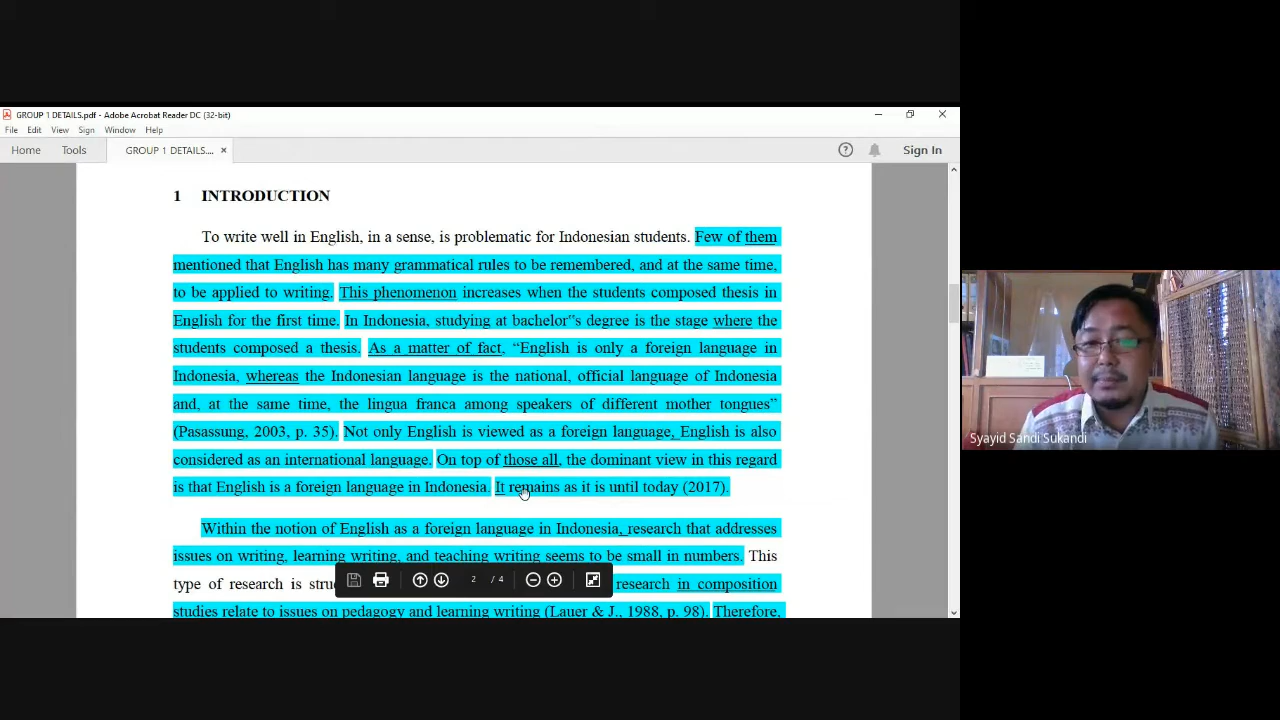 GROUP 1 DETAILS.pdf - Adobe Acrobat Reader DC (32-bit)
File Edit View Sign Window Help
Home Tools GROUP 1 DETAILS.... × Sign In
1 INTRODUCTION
To write well in English, in a sense, is problematic for Indonesian students. Few of them
mentioned that English has many grammatical rules to be remembered, and at the same time,
to be applied to writing. This phenomenon increases when the students composed thesis in
English for the first time. In Indonesia, studying at bachelor‟s degree is the stage where the
students composed a thesis. As a matter of fact, “English is only a foreign language in
Indonesia, whereas the Indonesian language is the national, official language of Indonesia
and, at the same time, the lingua franca among speakers of different mother tongues”
(Pasassung, 2003, p. 35). Not only English is viewed as a foreign language, English is also
considered as an international language. On top of those all, the dominant view in this regard
is that English is a foreign language in Indonesia. It remains as it is until today (2017).
Within the notion of English as a foreign language in Indonesia, research that addresses
issues on writing, learning writing, and teaching writing seems to be small in numbers. This
type of research is research in composition
2 / 4
studies relate to issues on pedagogy and learning writing (Lauer & J., 1988, p. 98). Therefore,
Syayid Sandi Sukandi